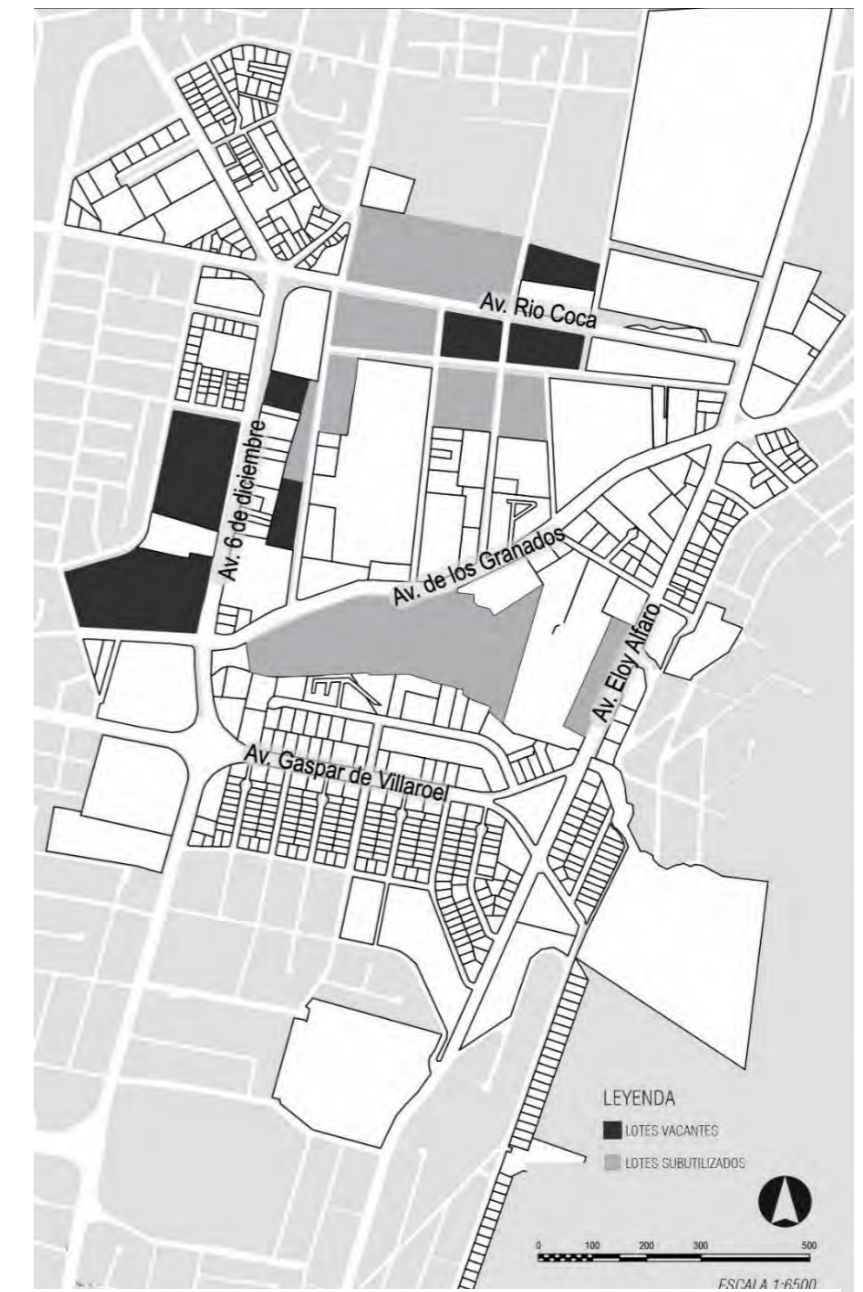 Av. Rio Coca
Av. 6 de diciembre
Av. de los Granados
Av. Eloy Alfaro
Av. Gaspar de Villaroel
LEYENDA
LOTES VACANTES
LOTES SUBUTILIZADOS
0 100 200 300 500
ESCALA 1:6500